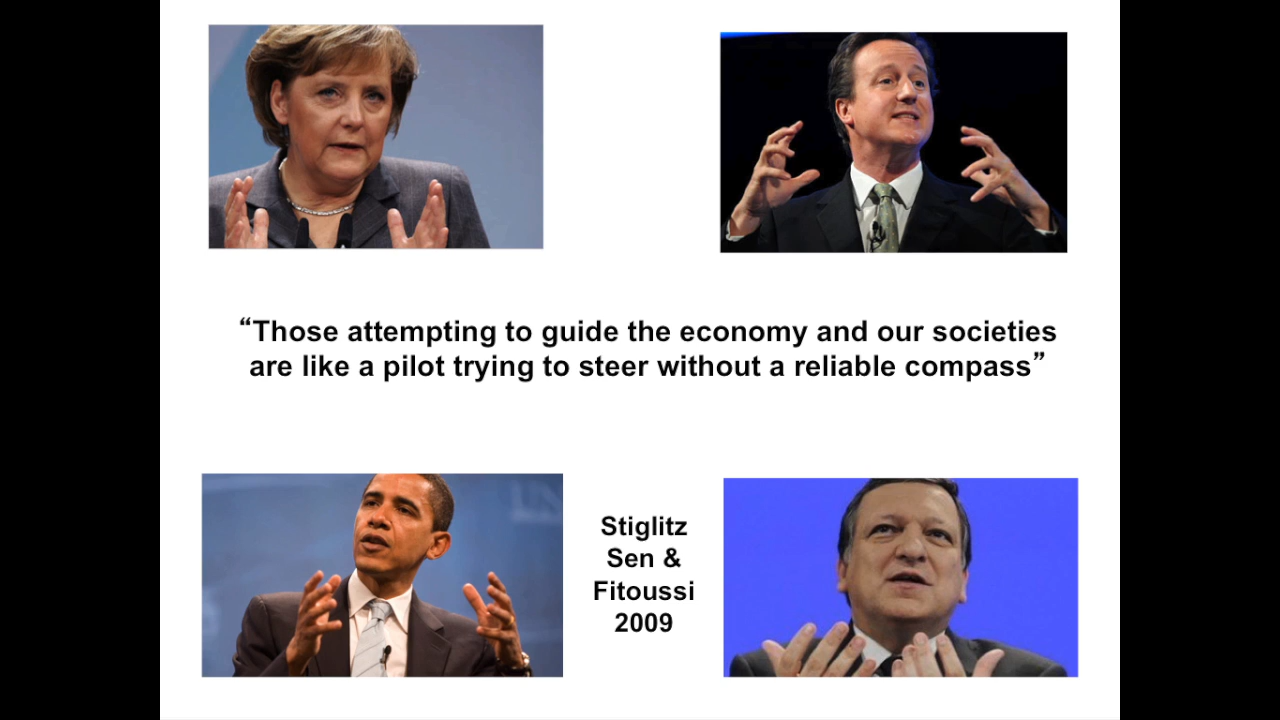 “Those attempting to guide the economy and our societies
are like a pilot trying to steer without a reliable compass”
Stiglitz
Sen &
Fitoussi
2009